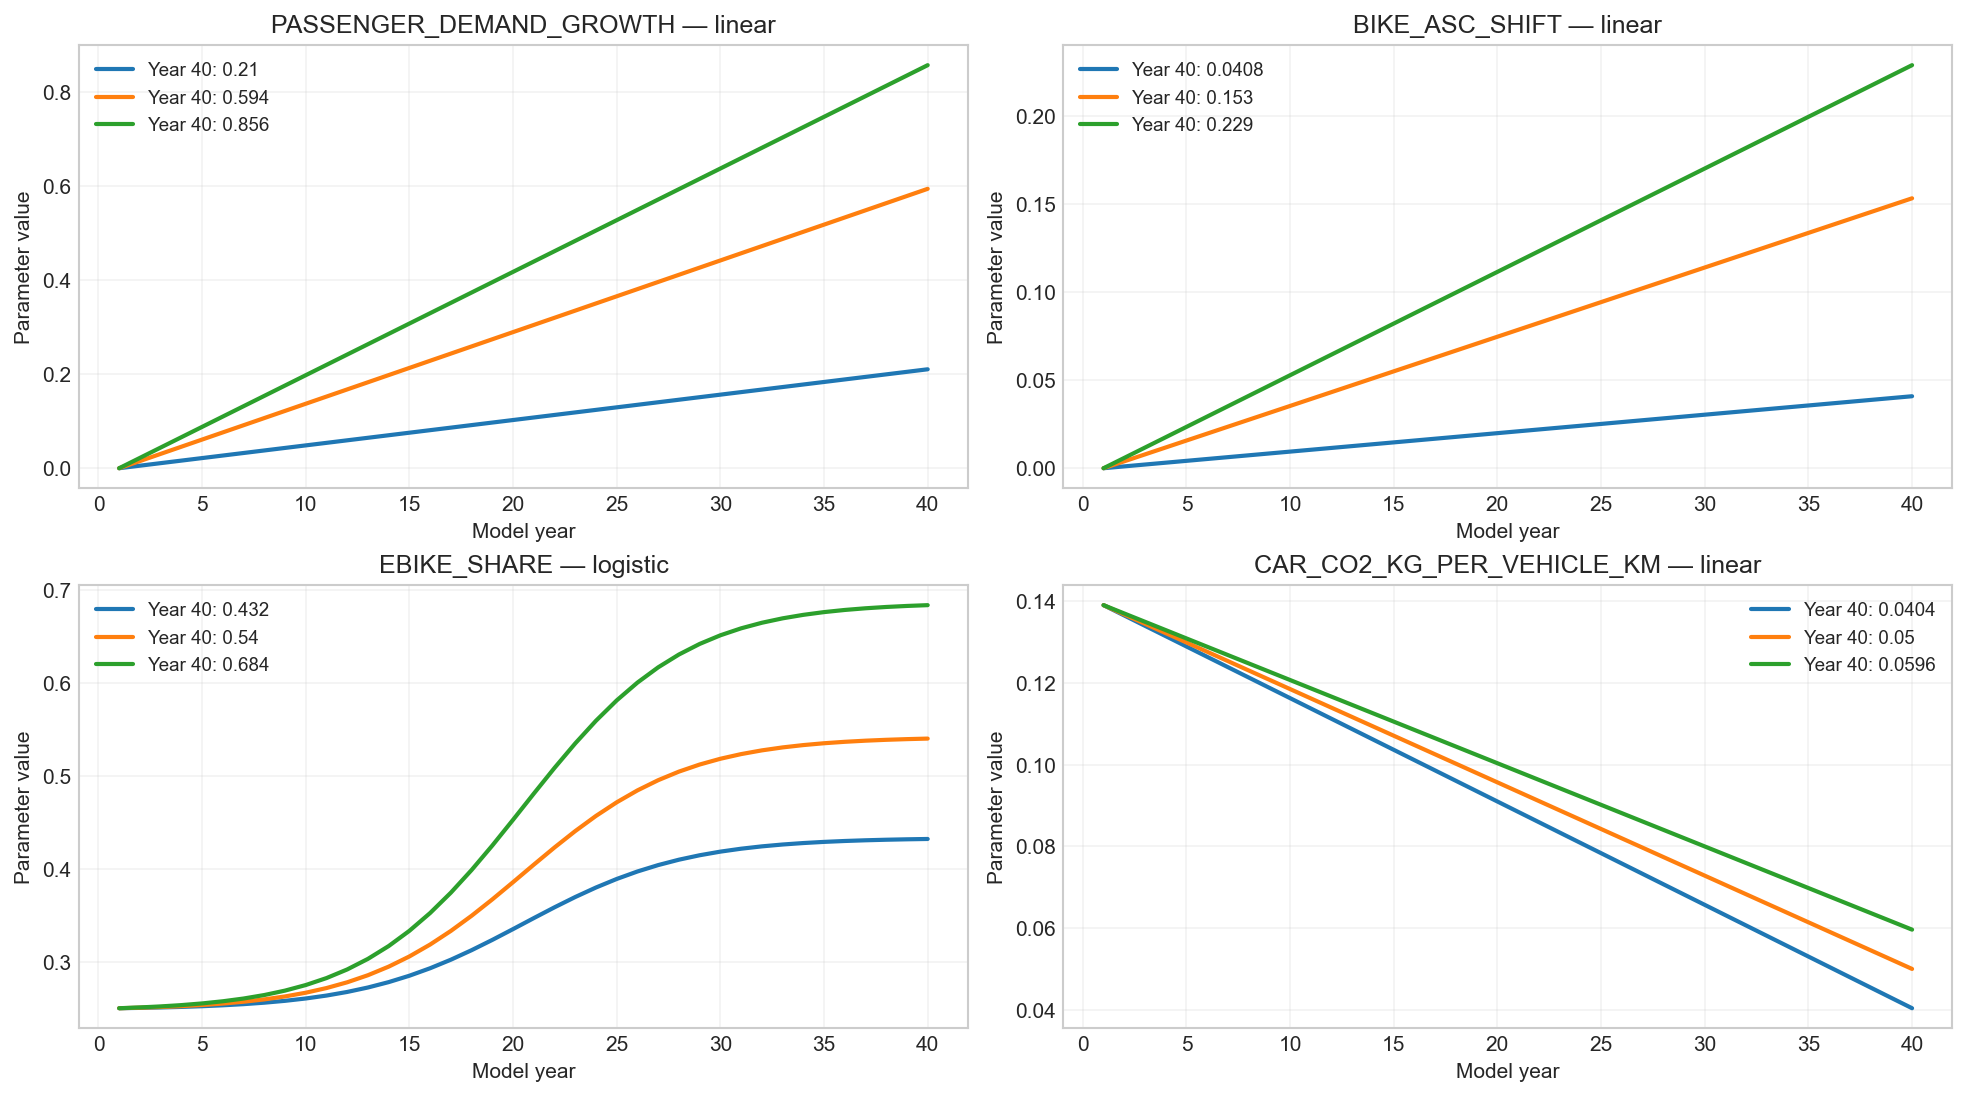 PASSENGER_DEMAND_GROWTH — linear
Year 40: 0.21
Year 40: 0.594
Year 40: 0.856
Parameter value
0.8
0.6
0.4
0.2
0.0
0 5 10 15 20 25 30 35 40
Model year
BIKE_ASC_SHIFT — linear
Year 40: 0.0408
Year 40: 0.153
Year 40: 0.229
Parameter value
0.20
0.15
0.10
0.05
0.00
0 5 10 15 20 25 30 35 40
Model year
EBIKE_SHARE — logistic
Year 40: 0.432
Year 40: 0.54
Year 40: 0.684
Parameter value
0.7
0.6
0.5
0.4
0.3
0 5 10 15 20 25 30 35 40
Model year
CAR_CO2_KG_PER_VEHICLE_KM — linear
Year 40: 0.0404
Year 40: 0.05
Year 40: 0.0596
Parameter value
0.14
0.12
0.10
0.08
0.06
0.04
0 5 10 15 20 25 30 35 40
Model year